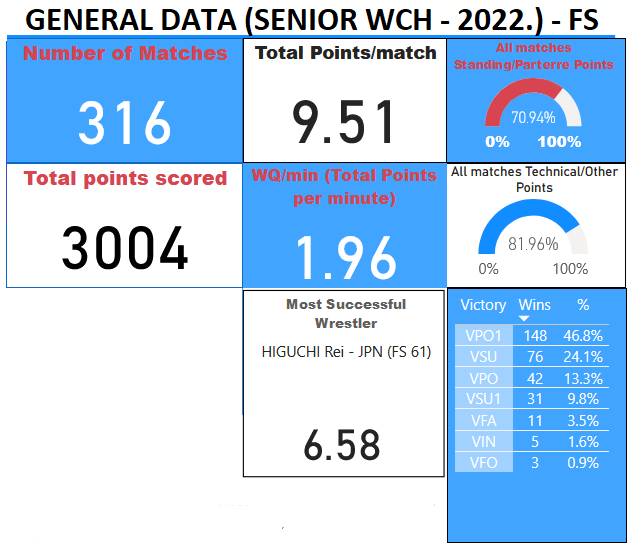 GENERAL DATA (SENIOR WCH - 2022.) - FS
Number of Matches
316
Total Points/match
9.51
All matches
Standing/Parterre Points
70.94%
0% 100%
Total points scored
3004
WQ/min (Total Points
per minute)
1.96
All matches Technical/Other
Points
81.96%
0% 100%
Most Successful
Wrestler
HIGUCHI Rei - JPN (FS 61)
6.58
Victory Wins %
VPO1 148 46.8%
VSU 76 24.1%
VPO 42 13.3%
VSU1 31 9.8%
VFA 11 3.5%
VIN 5 1.6%
VFO 3 0.9%